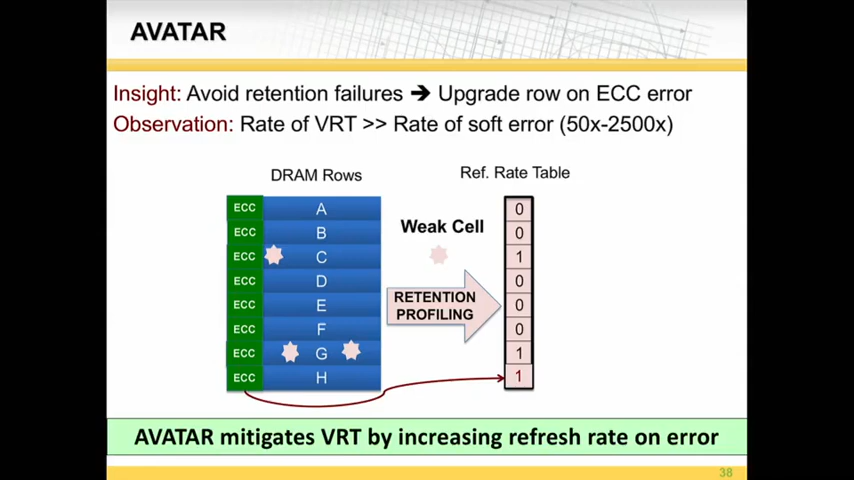 AVATAR
Insight: Avoid retention failures ➔ Upgrade row on ECC error
Observation: Rate of VRT >> Rate of soft error (50x-2500x)
DRAM Rows
Ref. Rate Table
ECC A 0
ECC B 0
Weak Cell
ECC C 1
ECC D 0
RETENTION
PROFILING
ECC E 0
ECC F 0
ECC G 1
ECC H 1
AVATAR mitigates VRT by increasing refresh rate on error
38